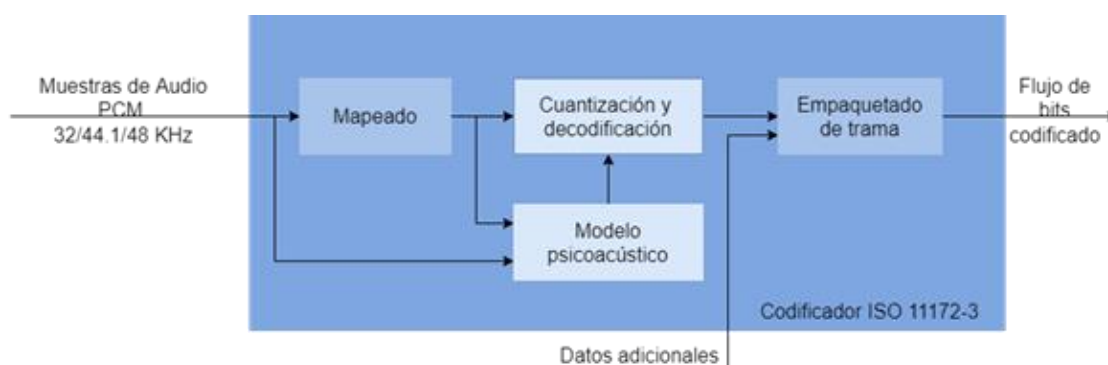 Muestras de Audio
PCM
32/44.1/48 KHz
Mapeado
Cuantización y
decodificación
Modelo
psicoacústico
Empaquetado
de trama
Flujo de
bits
codificado
Codificador ISO 11172-3
Datos adicionales